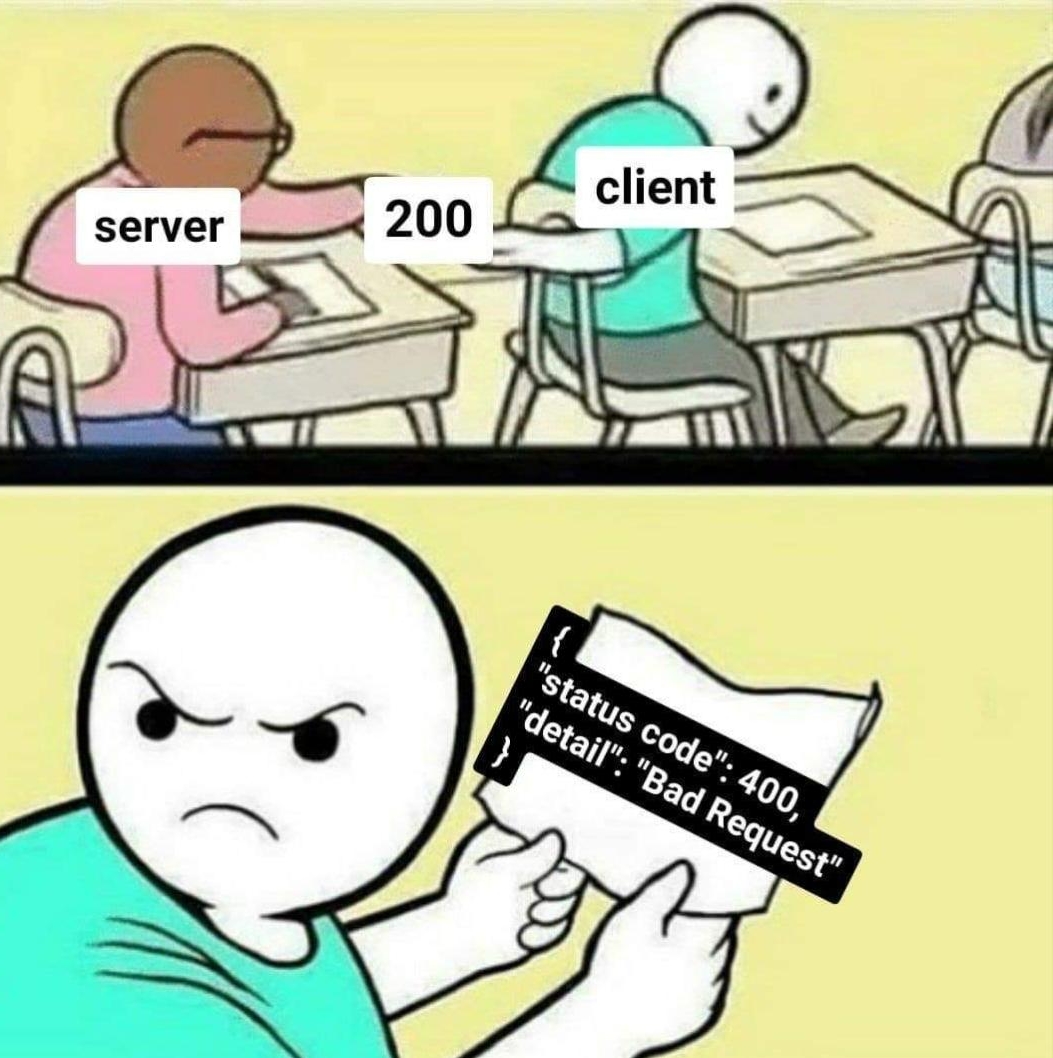 server
200
client
{
"status code": 400,
"detail": "Bad Request"
}